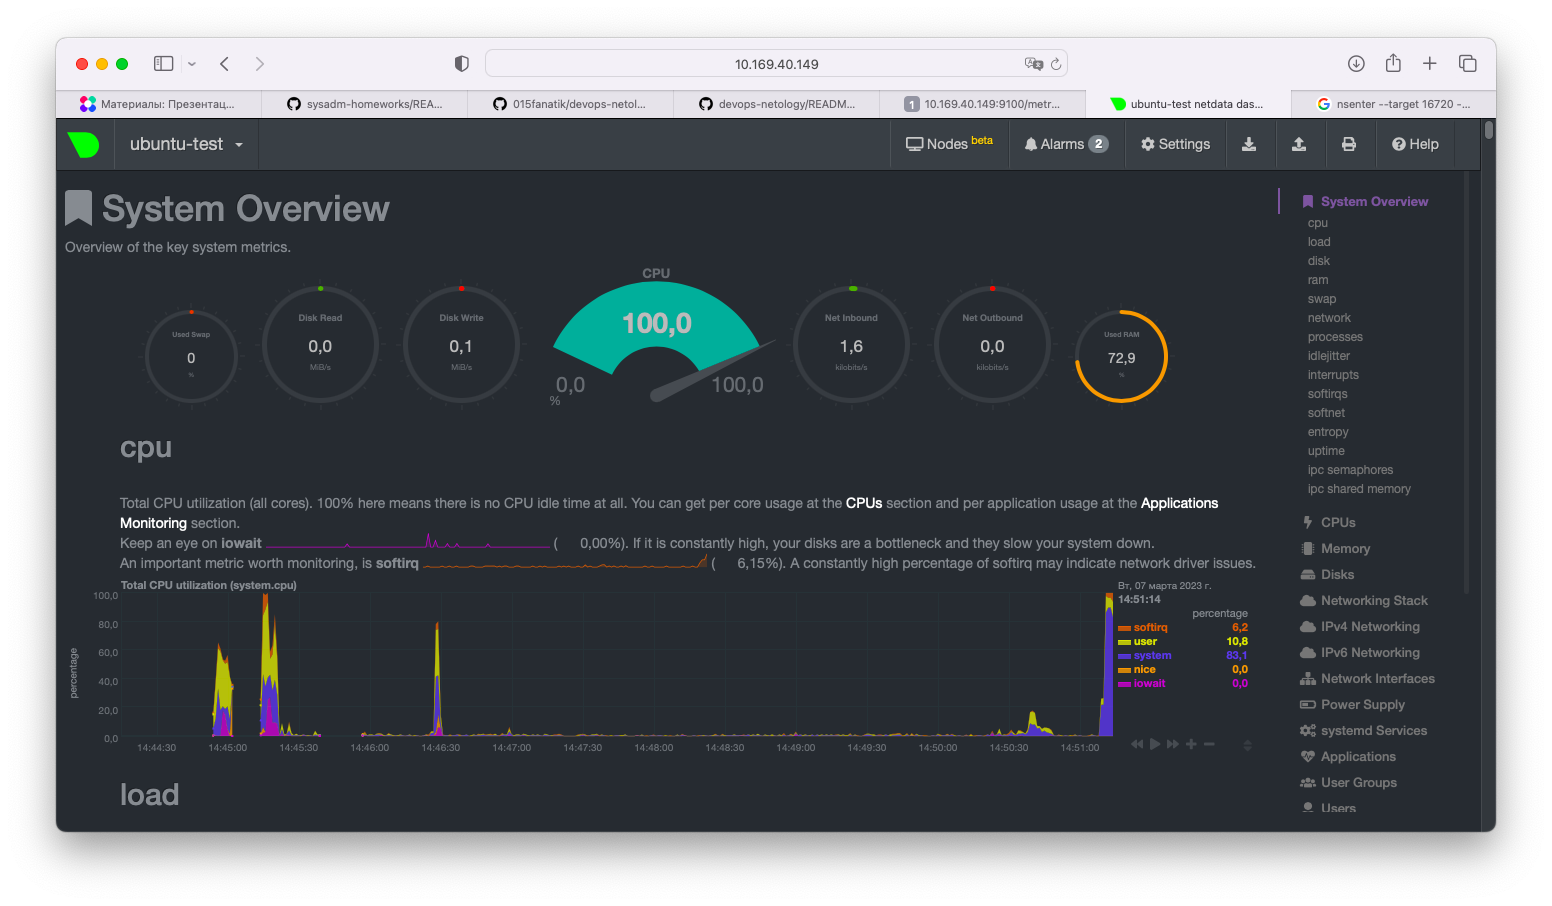 10.169.40.149
Материалы: Презентац...
sysadm-homeworks/REA...
015fanatik/devops-netol...
devops-netology/READM...
1 10.169.40.149:9100/metr...
ubuntu-test netdata das...
nsenter --target 16720 -...
ubuntu-test
Nodes beta
Alarms 2
Settings
Help
System Overview
Overview of the key system metrics.
Used Swap
0
%
Disk Read
0,0
MiB/s
Disk Write
0,1
MiB/s
CPU
100,0
0,0
100,0
%
Net Inbound
1,6
kilobits/s
Net Outbound
0,0
kilobits/s
Used RAM
72,9
%
cpu
Total CPU utilization (all cores). 100% here means there is no CPU idle time at all. You can get per core usage at the CPUs section and per application usage at the Applications
Monitoring section.
Keep an eye on iowait ( 0,00%). If it is constantly high, your disks are a bottleneck and they slow your system down.
An important metric worth monitoring, is softirq ( 6,15%). A constantly high percentage of softirq may indicate network driver issues.
Total CPU utilization (system.cpu)
percentage
100,0
80,0
60,0
40,0
20,0
0,0
14:44:30 14:45:00 14:45:30 14:46:00 14:46:30 14:47:00 14:47:30 14:48:00 14:48:30 14:49:00 14:49:30 14:50:00 14:50:30 14:51:00
Вт, 07 марта 2023 г.
14:51:14
percentage
softirq 6,2
user 10,8
system 83,1
nice 0,0
iowait 0,0
load
System Overview
cpu
load
disk
ram
swap
network
processes
idlejitter
interrupts
softirqs
softnet
entropy
uptime
ipc semaphores
ipc shared memory
CPUs
Memory
Disks
Networking Stack
IPv4 Networking
IPv6 Networking
Network Interfaces
Power Supply
systemd Services
Applications
User Groups
Users